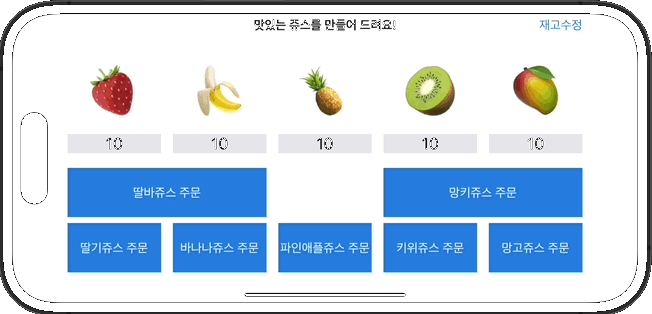 맛있는 쥬스를 만들어 드려요!
재고수정
10 10 10 10 10
딸바쥬스 주문 망키쥬스 주문
딸기쥬스 주문 바나나쥬스 주문 파인애플쥬스 주문 키위쥬스 주문 망고쥬스 주문